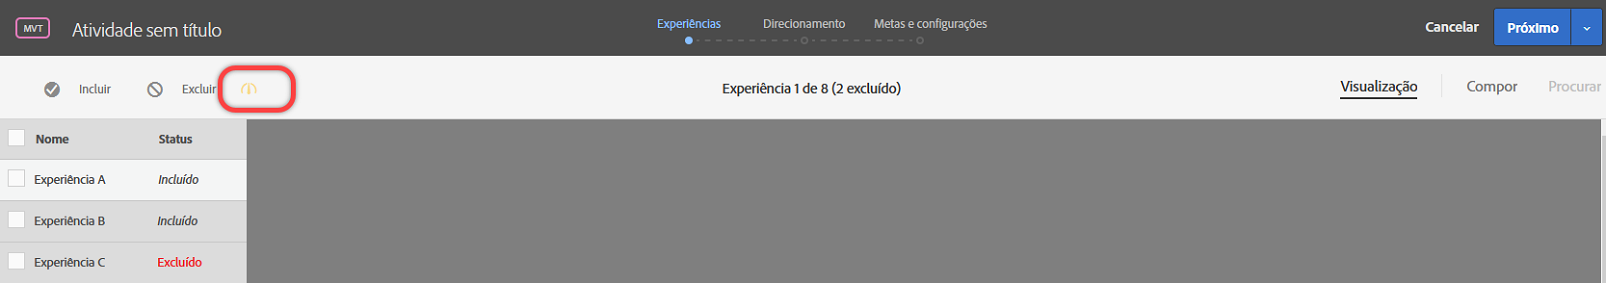 MVT Atividade sem título Experiências Direcionamento Metas e configurações Cancelar Próximo
Incluir Excluir Experiência 1 de 8 (2 excluído) Visualização Compor Procurar
Nome Status
Experiência A Incluído
Experiência B Incluído
Experiência C Excluído